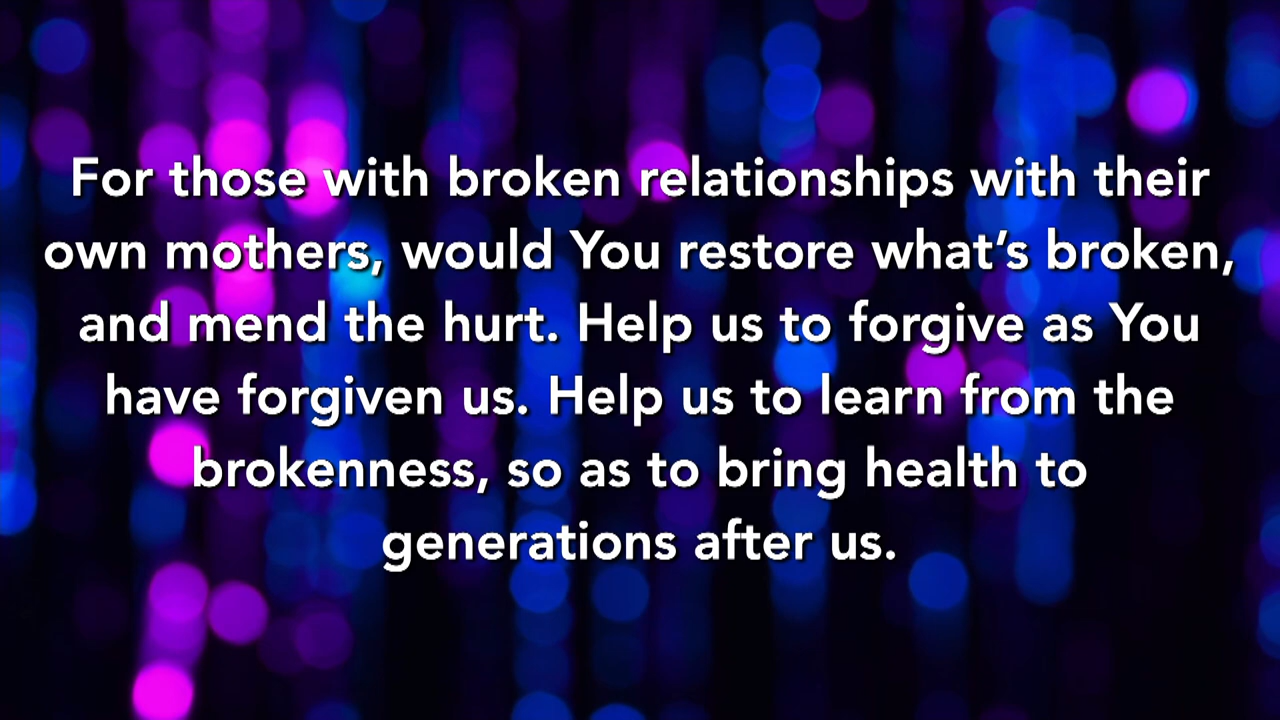 For those with broken relationships with their
own mothers, would You restore what’s broken,
and mend the hurt. Help us to forgive as You
have forgiven us. Help us to learn from the
brokenness, so as to bring health to
generations after us.